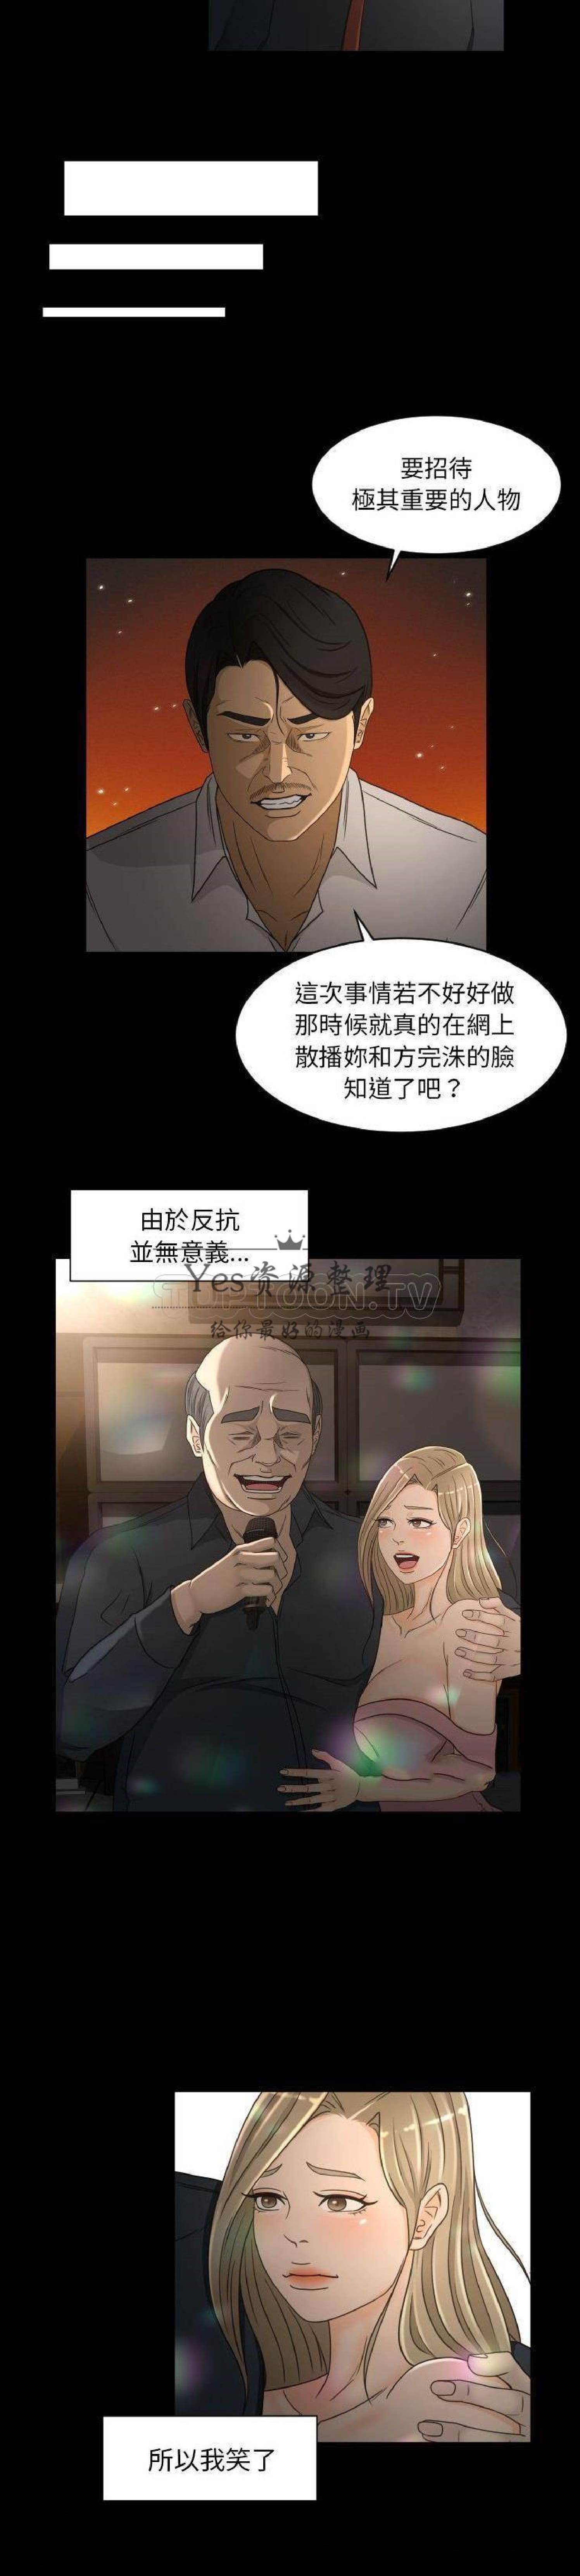 要招待
極其重要的人物
這次事情若不好好做
那時候就真的在網上
散播妳和方完洙的臉
知道了吧？
由於反抗
並無意義...
Yes资源整理
TOPTOON.TV
给你最好的漫画
所以我笑了